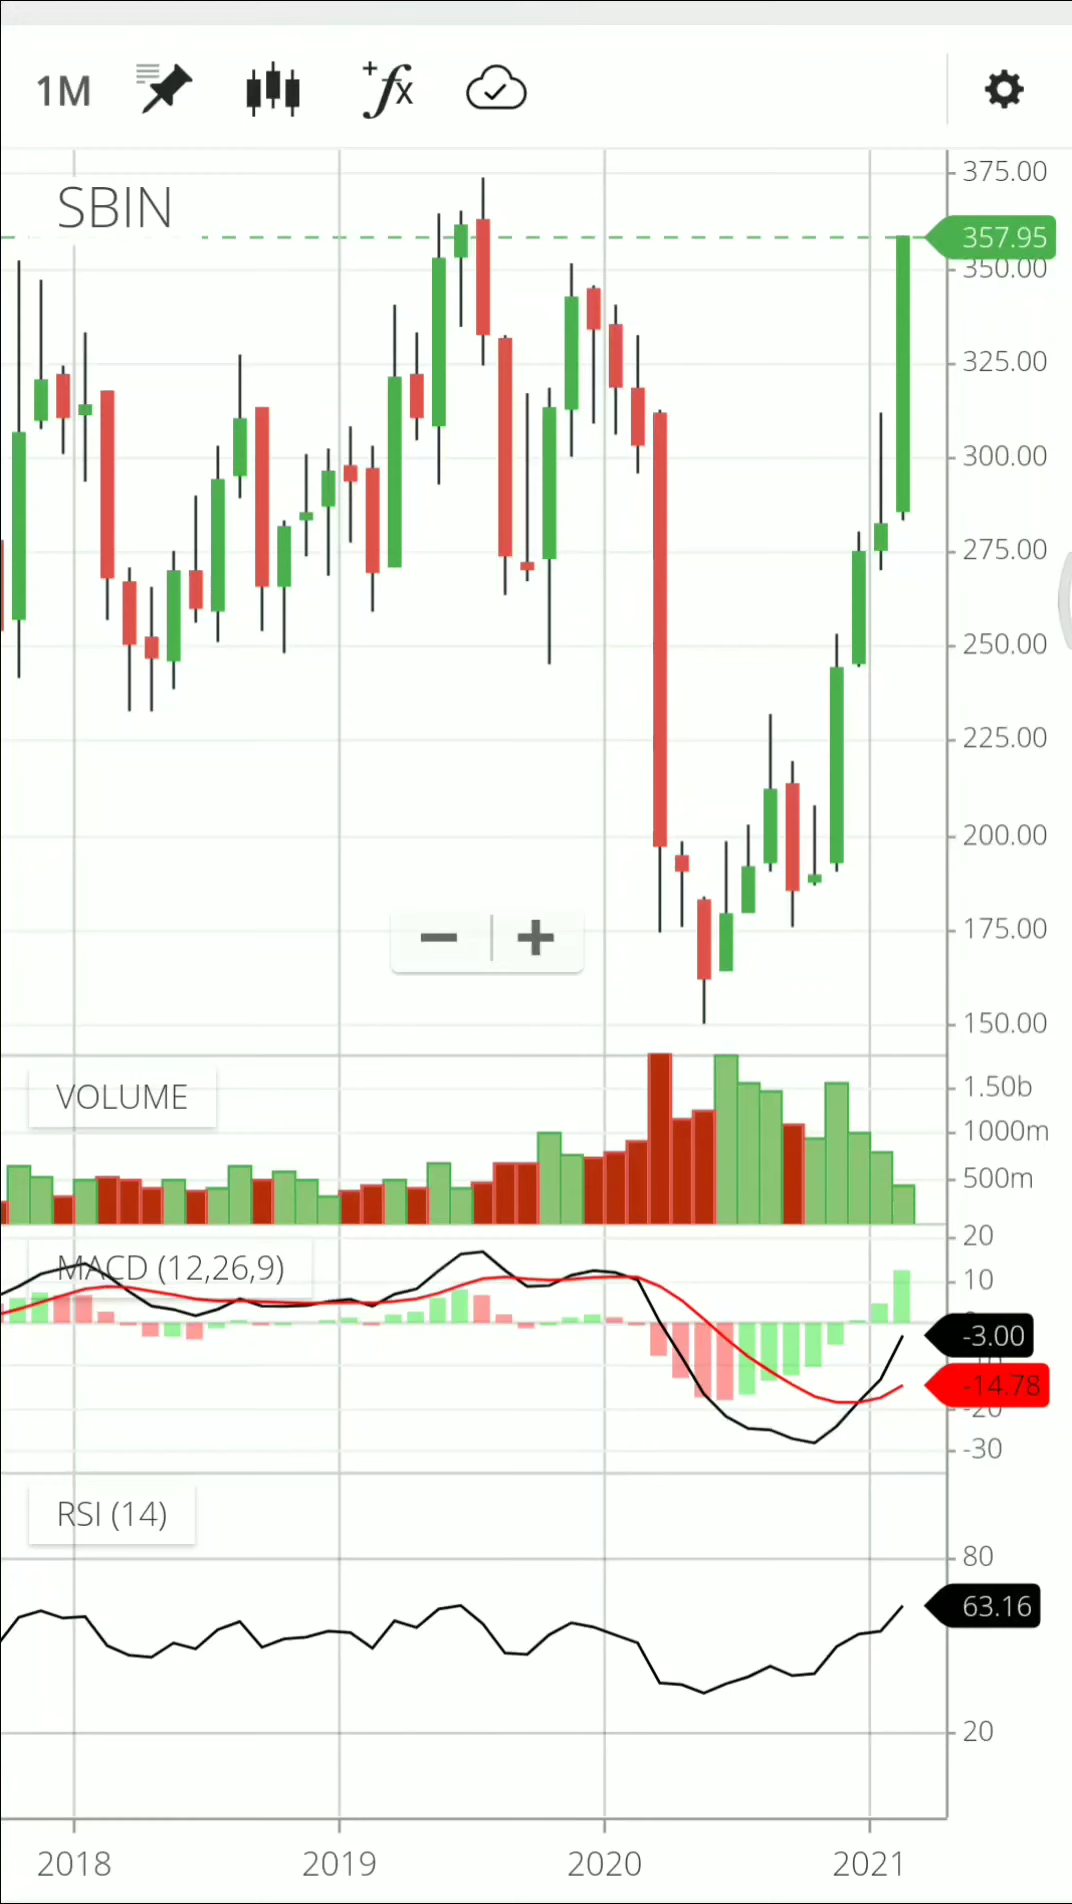 1M
+fx
SBIN
375.00
357.95
350.00
325.00
300.00
275.00
250.00
225.00
200.00
175.00
150.00
− +
VOLUME
1.50b
1000m
500m
MACD (12,26,9)
20
10
-3.00
-14.78
-20
-30
RSI (14)
80
63.16
20
2018 2019 2020 2021